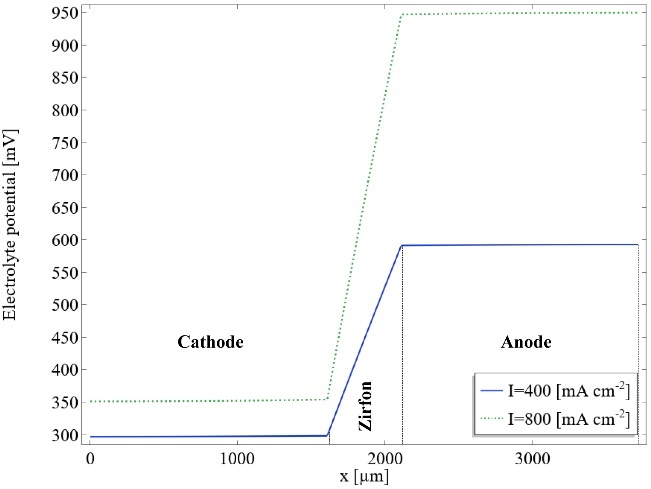 Electrolyte potential [mV]
950
900
850
800
750
700
650
600
550
500
450
400
350
300
Cathode
Zirfon
Anode
I=400 [mA cm-2]
I=800 [mA cm-2]
0
1000
2000
3000
x [µm]